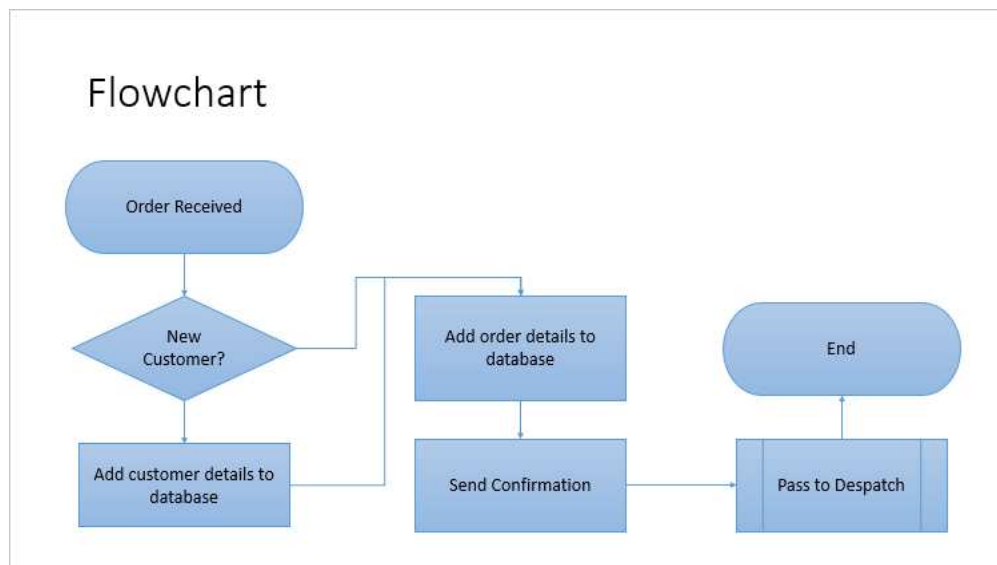 Flowchart
Order Received
New
Customer?
Add customer details to
database
Add order details to
database
Send Confirmation
Pass to Despatch
End